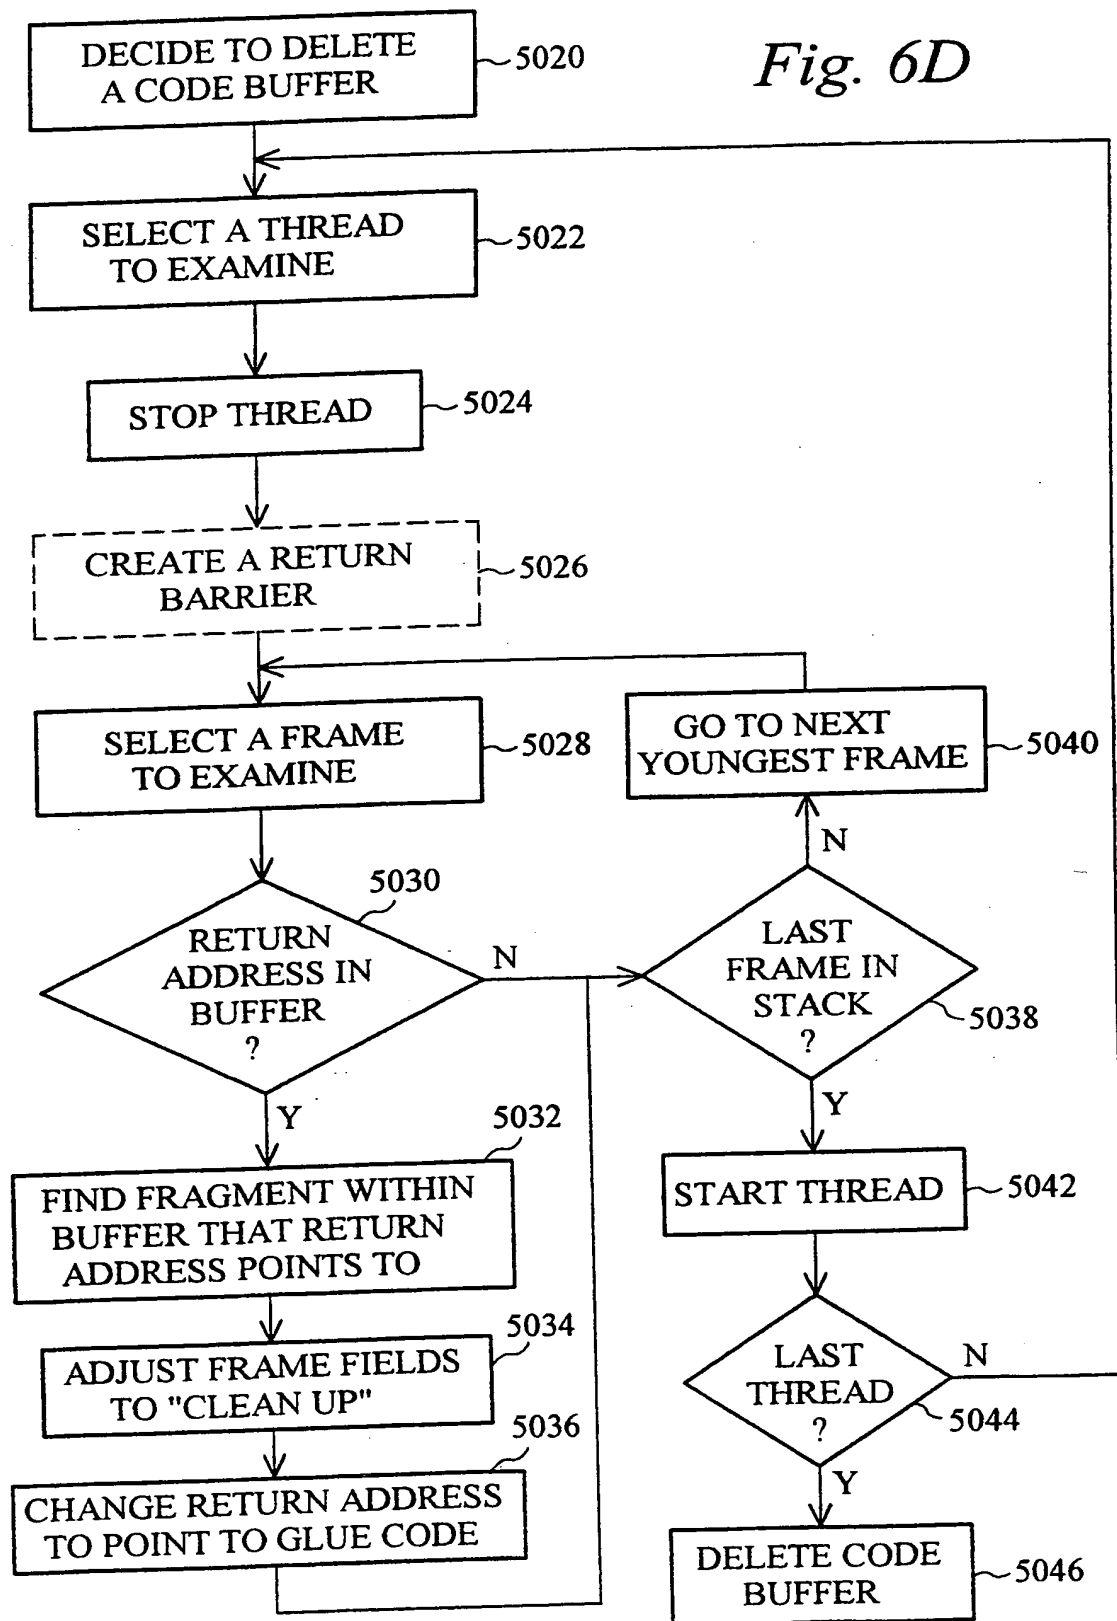 Fig. 6D
DECIDE TO DELETE
A CODE BUFFER
5020
SELECT A THREAD
TO EXAMINE
5022
STOP THREAD
5024
CREATE A RETURN
BARRIER
5026
SELECT A FRAME
TO EXAMINE
5028
GO TO NEXT
YOUNGEST FRAME
5040
N
5030
RETURN
ADDRESS IN
BUFFER
?
N
LAST
FRAME IN
STACK
?
5038
Y
Y
5032
FIND FRAGMENT WITHIN
BUFFER THAT RETURN
ADDRESS POINTS TO
START THREAD
5042
5034
ADJUST FRAME FIELDS
TO "CLEAN UP"
LAST
THREAD
?
N
5044
5036
CHANGE RETURN ADDRESS
TO POINT TO GLUE CODE
Y
DELETE CODE
BUFFER
5046